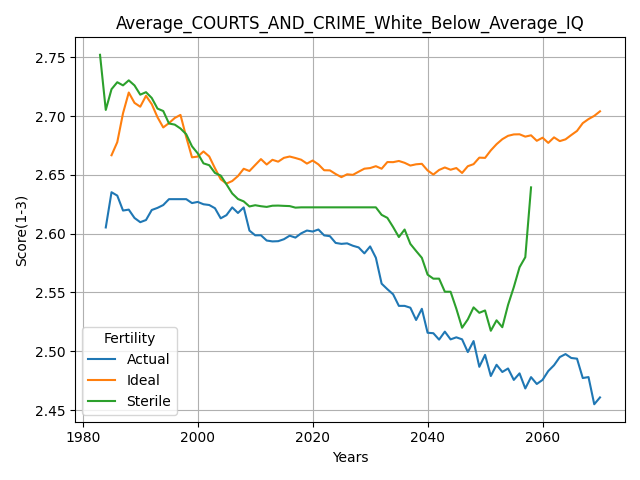 Average_COURTS_AND_CRIME_White_Below_Average_IQ
Score(1-3)
2.75
2.70
2.65
2.60
2.55
2.50
2.45
Fertility
Actual
Ideal
Sterile
1980
2000
2020
2040
2060
Years